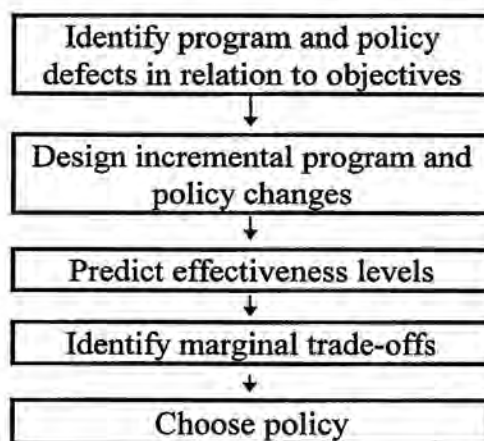 Identify program and policy
defects in relation to objectives
Design incremental program and
policy changes
Predict effectiveness levels
Identify marginal trade-offs
Choose policy